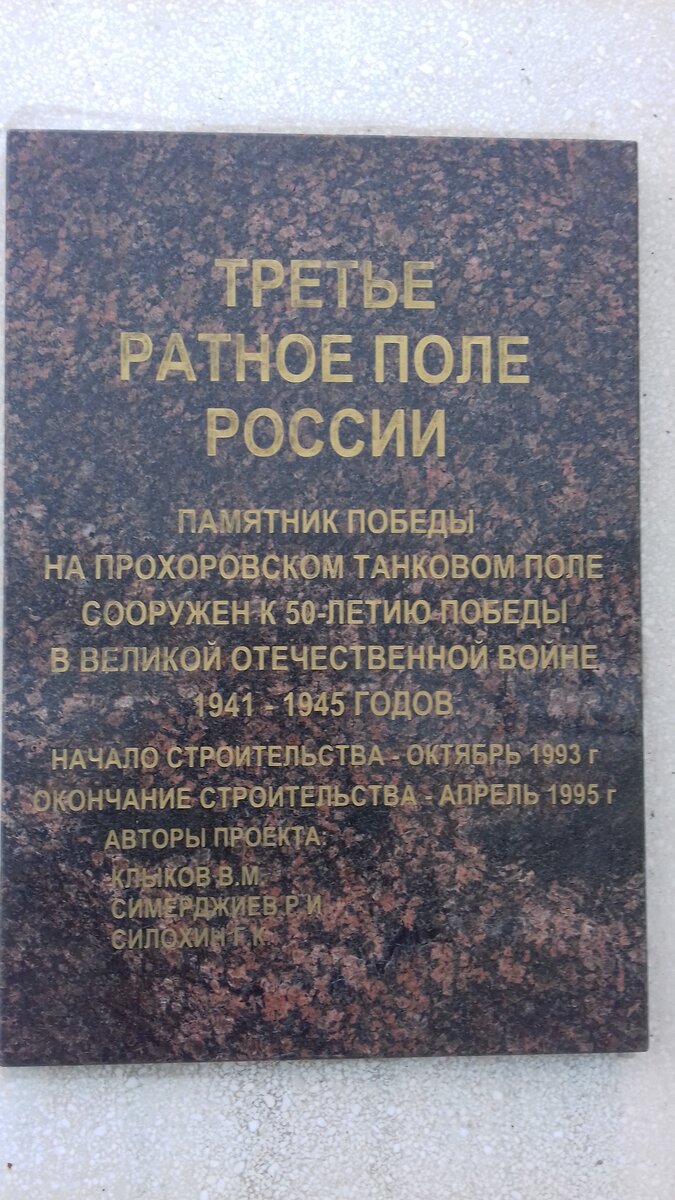 ТРЕТЬЕ
РАТНОЕ ПОЛЕ
РОССИИ
ПАМЯТНИК ПОБЕДЫ
НА ПРОХОРОВСКОМ ТАНКОВОМ ПОЛЕ
СООРУЖЕН К 50-ЛЕТИЮ ПОБЕДЫ
В ВЕЛИКОЙ ОТЕЧЕСТВЕННОЙ ВОЙНЕ
1941 - 1945 ГОДОВ
НАЧАЛО СТРОИТЕЛЬСТВА - ОКТЯБРЬ 1993 г
ОКОНЧАНИЕ СТРОИТЕЛЬСТВА - АПРЕЛЬ 1995 г
АВТОРЫ ПРОЕКТА:
КЛЫКОВ В.М.
СИМЕРДЖИЕВ Р.И
СИЛОХИН Г.К